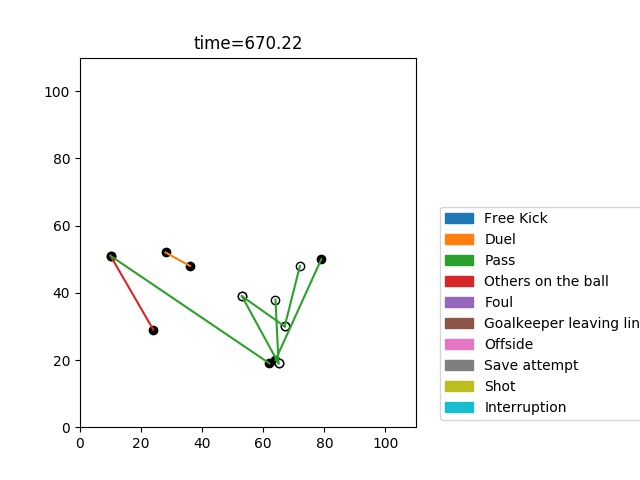 time=670.22
100
80
60
40
20
0
0 20 40 60 80 100
Free Kick
Duel
Pass
Others on the ball
Foul
Goalkeeper leaving lin
Offside
Save attempt
Shot
Interruption